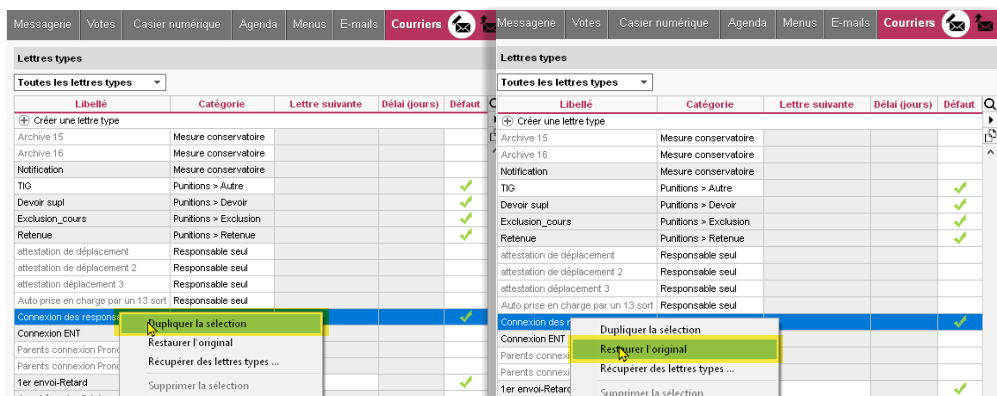 Messagerie Votes Casier numérique Agenda Menus E-mails Courriers
Lettres types
Toutes les lettres types
Libellé Catégorie Lettre suivante Délai (jours) Défaut
Créer une lettre type
Archive 15 Mesure conservatoire
Archive 16 Mesure conservatoire
Notification Mesure conservatoire
TIG Punitions > Autre
Devoir supl Punitions > Devoir
Exclusion_cours Punitions > Exclusion
Retenue Punitions > Retenue
attestation de déplacement Responsable seul
attestation de déplacement 2 Responsable seul
attestation déplacement 3 Responsable seul
Auto prise en charge par un 13 sort Responsable seul
Connexion des
Dupliquer la sélection
Connexion ENT
Restaurer l'original
Parents connexion
Récupérer des lettres types ...
Parents connexion
1er envoi-Retard
Supprimer la sélection
Messagerie Votes Casier numérique Agenda Menus E-mails Courriers
Lettres types
Toutes les lettres types
Libellé Catégorie Lettre suivante Délai (jours) Défaut
Créer une lettre type
Archive 15 Mesure conservatoire
Archive 16 Mesure conservatoire
Notification Mesure conservatoire
TIG Punitions > Autre
Devoir supl Punitions > Devoir
Exclusion_cours Punitions > Exclusion
Retenue Punitions > Retenue
attestation de déplacement Responsable seul
attestation de déplacement 2 Responsable seul
attestation déplacement 3 Responsable seul
Auto prise en charge par un 13 sort Responsable seul
Connexion des
Dupliquer la sélection
Connexion ENT
Restaurer l'original
Parents
Récupérer des lettres types ...
Parents
1er envoi-Retard
Supprimer la sélection